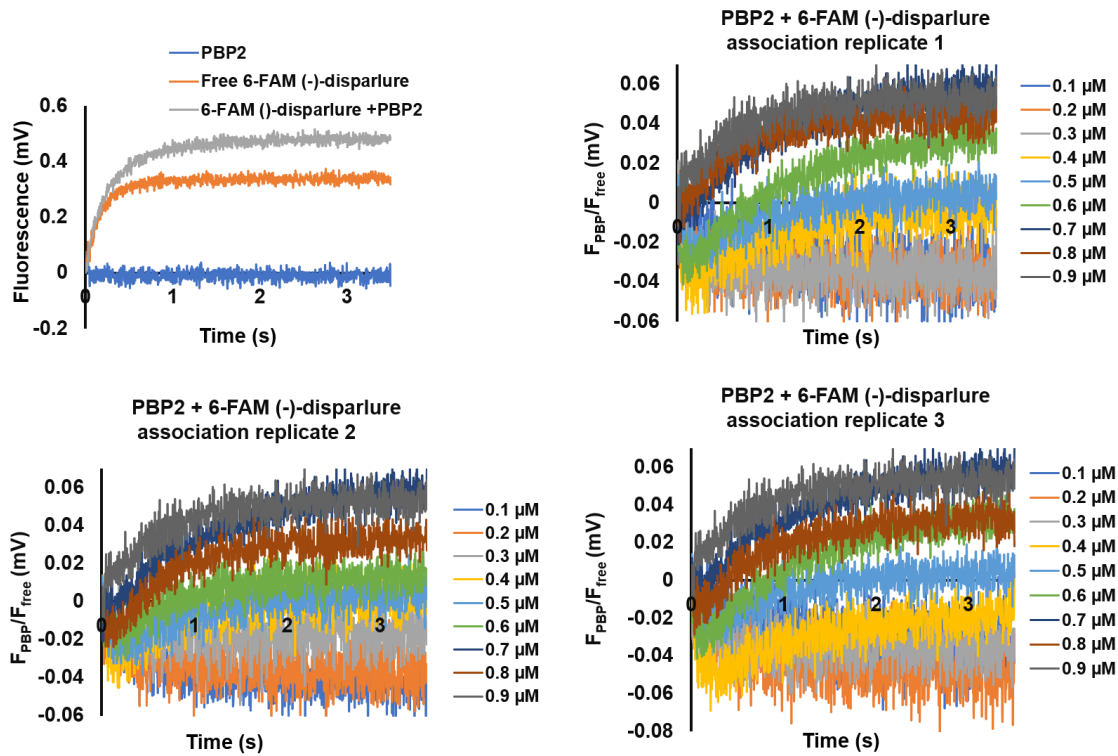 PBP2
Free 6-FAM (-)-disparlure
6-FAM ()-disparlure +PBP2
0.6
0.4
0.2
0
-0.2
0
1
2
3
Fluorescence (mV)
Time (s)
PBP2 + 6-FAM (-)-disparlure
association replicate 1
0.06
0.04
0.02
0
-0.02
-0.04
-0.06
0
1
2
3
FPBP/Ffree (mV)
Time (s)
0.1 µM
0.2 µM
0.3 µM
0.4 µM
0.5 µM
0.6 µM
0.7 µM
0.8 µM
0.9 µM
PBP2 + 6-FAM (-)-disparlure
association replicate 2
0.06
0.04
0.02
0
-0.02
-0.04
-0.06
0
1
2
3
FPBP/Ffree (mV)
Time (s)
0.1 µM
0.2 µM
0.3 µM
0.4 µM
0.5 µM
0.6 µM
0.7 µM
0.8 µM
0.9 µM
PBP2 + 6-FAM (-)-disparlure
association replicate 3
0.06
0.04
0.02
0
-0.02
-0.04
-0.06
-0.08
0
1
2
3
FPBP/Ffree (mV)
Time (s)
0.1 µM
0.2 µM
0.3 µM
0.4 µM
0.5 µM
0.6 µM
0.7 µM
0.8 µM
0.9 µM